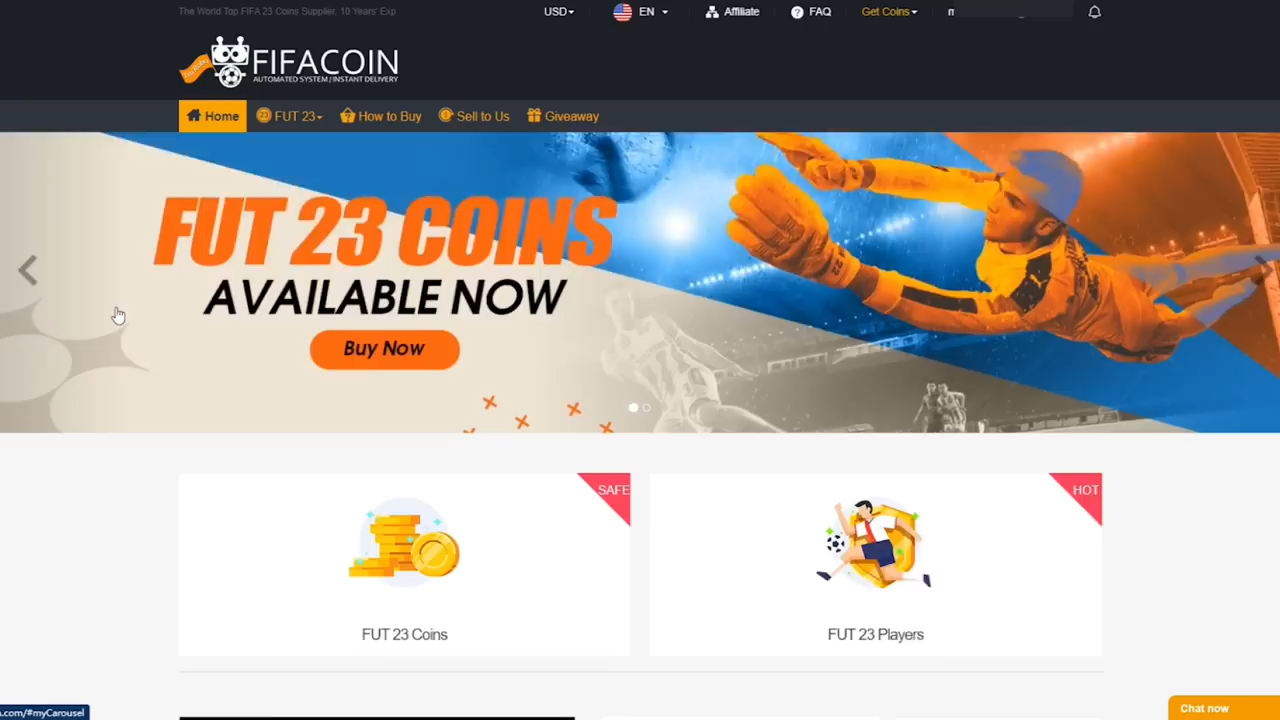 The World Top FIFA 23 Coins Supplier, 10 Years' Exp
USD
EN
Affiliate
? FAQ
Get Coins
FIFACOIN
AUTOMATED SYSTEM / INSTANT DELIVERY
Home
23 FUT 23
How to Buy
Sell to Us
Giveaway
FUT 23 COINS
AVAILABLE NOW
Buy Now
SAFE
HOT
FUT 23 Coins
FUT 23 Players
.com/#myCarousel
Chat now